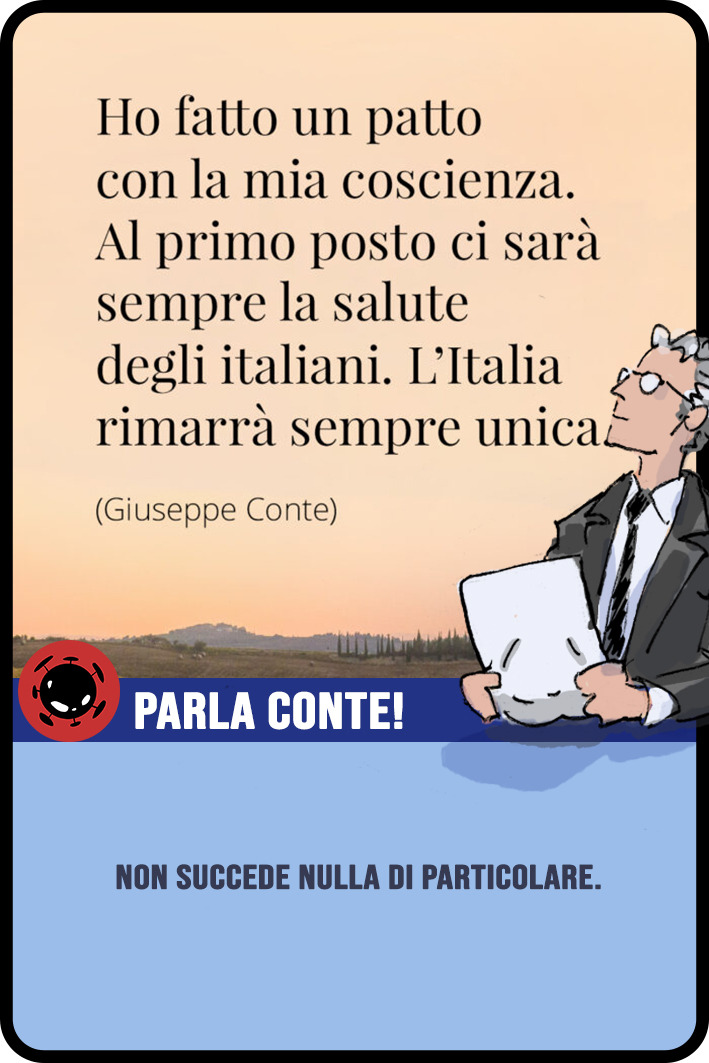 Ho fatto un patto
con la mia coscienza.
Al primo posto ci sarà
sempre la salute
degli italiani. L’Italia
rimarrà sempre unica.
(Giuseppe Conte)
PARLA CONTE!
NON SUCCEDE NULLA DI PARTICOLARE.